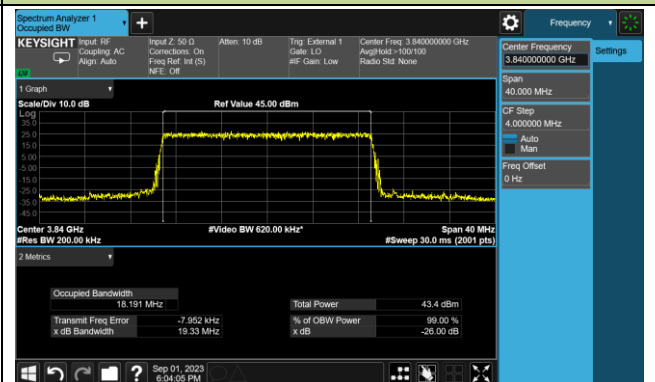 Spectrum Analyzer 1
Occupied BW
+
Frequency
KEYSIGHT
Input: RF
Coupling: AC
Align: Auto
Input Z: 50 Ω
Corrections: On
Freq Ref: Int (S)
NFE: Off
Atten: 10 dB
Trig: External 1
Gate: LO
#IF Gain: Low
Center Freq: 3.840000000 GHz
Avg|Hold:>100/100
Radio Std: None
LXI
Center Frequency
3.840000000 GHz
Settings
Span
40.000 MHz
CF Step
4.000000 MHz
Auto
Man
Freq Offset
0 Hz
1 Graph
Scale/Div 10.0 dB
Ref Value 45.00 dBm
Log
35.0
25.0
15.0
5.00
-5.00
-15.0
-25.0
-35.0
-45.0
Center 3.84 GHz
#Video BW 620.00 kHz*
Span 40 MHz
#Res BW 200.00 kHz
#Sweep 30.0 ms (2001 pts)
2 Metrics
Occupied Bandwidth
18.191 MHz
Total Power
43.4 dBm
Transmit Freq Error
-7.952 kHz
% of OBW Power
99.00 %
x dB Bandwidth
19.33 MHz
x dB
-26.00 dB
?
Sep 01, 2023
6:04:05 PM